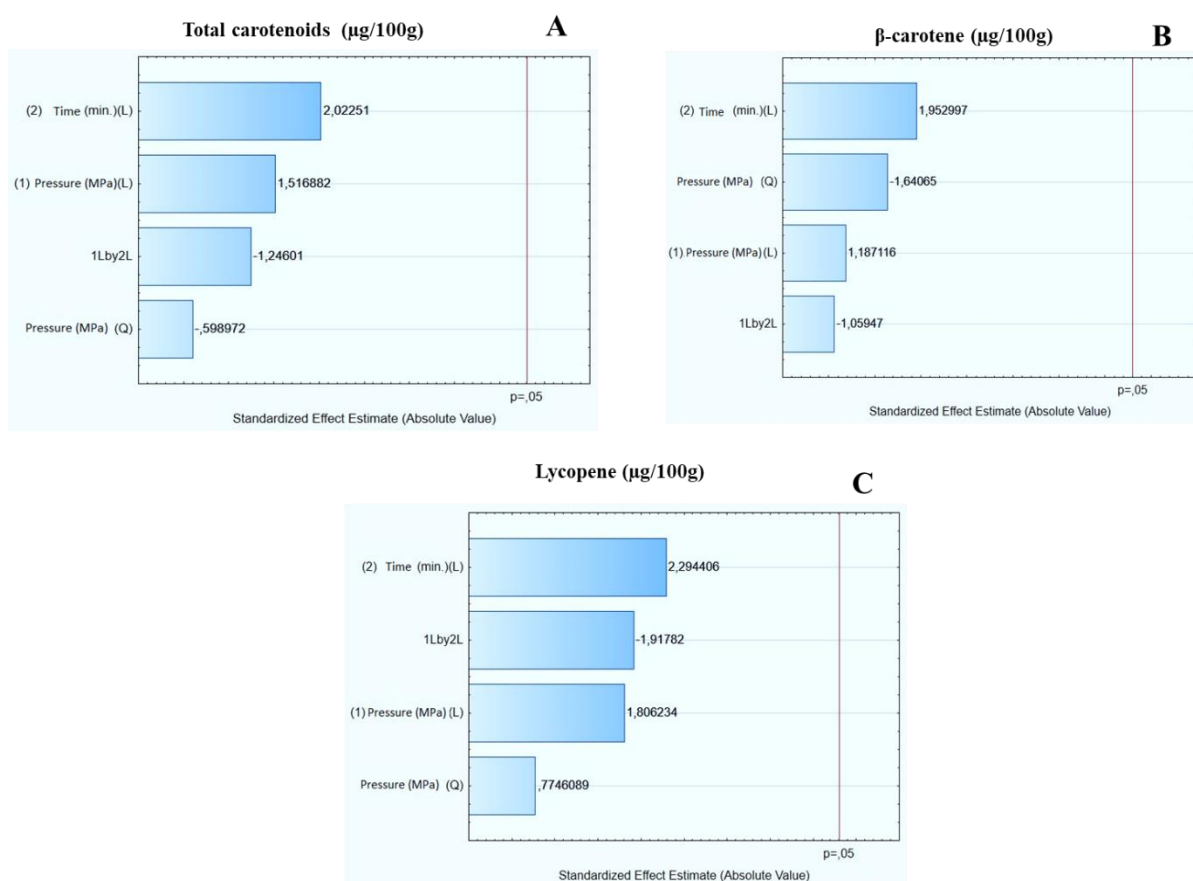 Total carotenoids (μg/100g)
A
(2) Time (min.)(L)
2,02251
(1) Pressure (MPa)(L)
1,516882
1Lby2L
-1,24601
Pressure (MPa) (Q)
-,598972
p=,05
Standardized Effect Estimate (Absolute Value)
β-carotene (μg/100g)
B
(2) Time (min.)(L)
1,952997
Pressure (MPa) (Q)
-1,64065
(1) Pressure (MPa)(L)
1,187116
1Lby2L
-1,05947
p=,05
Standardized Effect Estimate (Absolute Value)
Lycopene (μg/100g)
C
(2) Time (min.)(L)
2,294406
1Lby2L
-1,91782
(1) Pressure (MPa) (L)
1,806234
Pressure (MPa) (Q)
,7746089
p=,05
Standardized Effect Estimate (Absolute Value)